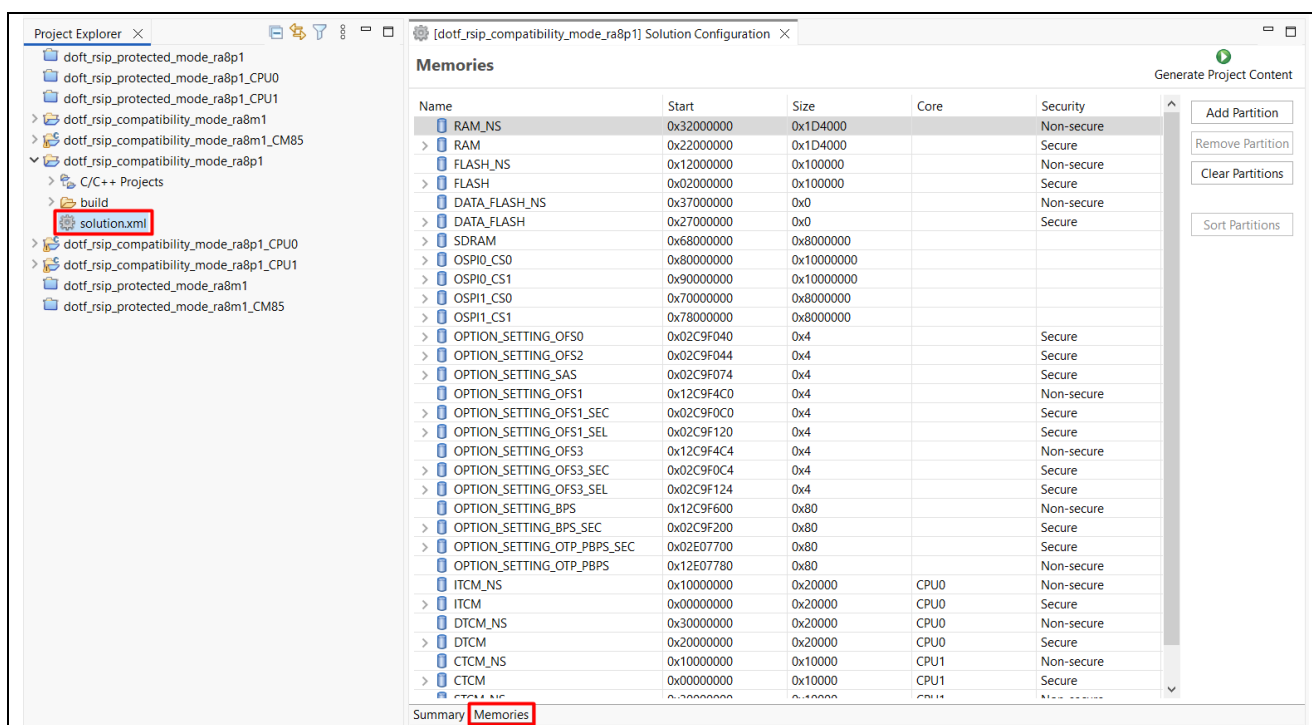 Project Explorer
doft_rsip_protected_mode_ra8p1
doft_rsip_protected_mode_ra8p1_CPU0
doft_rsip_protected_mode_ra8p1_CPU1
dotf_rsip_compatibility_mode_ra8m1
dotf_rsip_compatibility_mode_ra8m1_CM85
dotf_rsip_compatibility_mode_ra8p1
C/C++ Projects
build
solution.xml
dotf_rsip_compatibility_mode_ra8p1_CPU0
dotf_rsip_compatibility_mode_ra8p1_CPU1
dotf_rsip_protected_mode_ra8m1
dotf_rsip_protected_mode_ra8m1_CM85
[dotf_rsip_compatibility_mode_ra8p1] Solution Configuration
Memories
Generate Project Content
Name Start Size Core Security
RAM_NS 0x32000000 0x1D4000 Non-secure
RAM 0x22000000 0x1D4000 Secure
FLASH_NS 0x12000000 0x100000 Non-secure
FLASH 0x02000000 0x100000 Secure
DATA_FLASH_NS 0x37000000 0x0 Non-secure
DATA_FLASH 0x27000000 0x0 Secure
SDRAM 0x68000000 0x8000000
OSPI0_CS0 0x80000000 0x10000000
OSPI0_CS1 0x90000000 0x10000000
OSPI1_CS0 0x70000000 0x8000000
OSPI1_CS1 0x78000000 0x8000000
OPTION_SETTING_OFS0 0x02C9F040 0x4 Secure
OPTION_SETTING_OFS2 0x02C9F044 0x4 Secure
OPTION_SETTING_SAS 0x02C9F074 0x4 Secure
OPTION_SETTING_OFS1 0x12C9F4C0 0x4 Non-secure
OPTION_SETTING_OFS1_SEC 0x02C9F0C0 0x4 Secure
OPTION_SETTING_OFS1_SEL 0x02C9F120 0x4 Secure
OPTION_SETTING_OFS3 0x12C9F4C4 0x4 Non-secure
OPTION_SETTING_OFS3_SEC 0x02C9F0C4 0x4 Secure
OPTION_SETTING_OFS3_SEL 0x02C9F124 0x4 Secure
OPTION_SETTING_BPS 0x12C9F600 0x80 Non-secure
OPTION_SETTING_BPS_SEC 0x02C9F200 0x80 Secure
OPTION_SETTING_OTP_PBPS_SEC 0x02E07700 0x80 Secure
OPTION_SETTING_OTP_PBPS 0x12E07780 0x80 Non-secure
ITCM_NS 0x10000000 0x20000 CPU0 Non-secure
ITCM 0x00000000 0x20000 CPU0 Secure
DTCM_NS 0x30000000 0x20000 CPU0 Non-secure
DTCM 0x20000000 0x20000 CPU0 Secure
CTCM_NS 0x10000000 0x10000 CPU1 Non-secure
CTCM 0x00000000 0x10000 CPU1 Secure
Add Partition
Remove Partition
Clear Partitions
Sort Partitions
Summary Memories